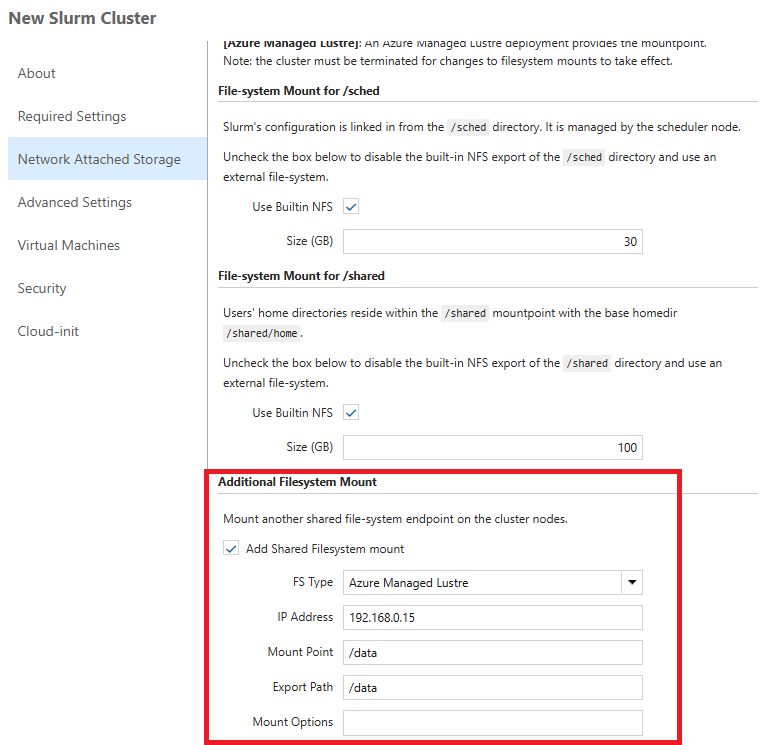 New Slurm Cluster
About
Required Settings
Network Attached Storage
Advanced Settings
Virtual Machines
Security
Cloud-init
[Azure Managed Lustre]: An Azure Managed Lustre deployment provides the mountpoint.
Note: the cluster must be terminated for changes to filesystem mounts to take effect.
File-system Mount for /sched
Slurm's configuration is linked in from the /sched directory. It is managed by the scheduler node.
Uncheck the box below to disable the built-in NFS export of the /sched directory and use an
external file-system.
Use Builtin NFS
Size (GB) 30
File-system Mount for /shared
Users' home directories reside within the /shared mountpoint with the base homedir
/shared/home.
Uncheck the box below to disable the built-in NFS export of the /shared directory and use an
external file-system.
Use Builtin NFS
Size (GB) 100
Additional Filesystem Mount
Mount another shared file-system endpoint on the cluster nodes.
Add Shared Filesystem mount
FS Type Azure Managed Lustre
IP Address 192.168.0.15
Mount Point /data
Export Path /data
Mount Options